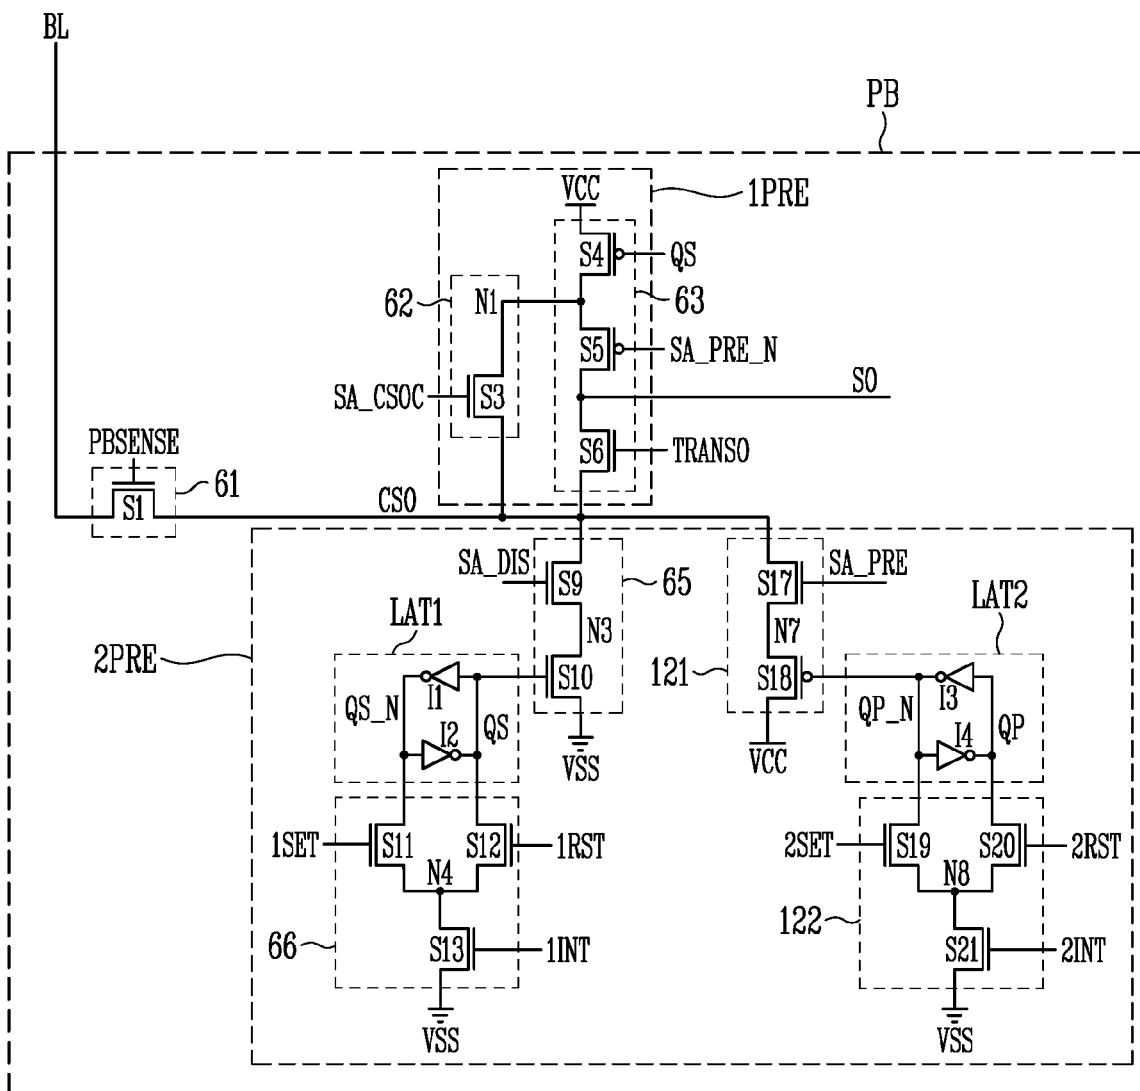 BL
PB
VCC
1PRE
S4
QS
62
N1
63
S5
SA_PRE_N
SO
SA_CSOC
S3
S6
TRANSO
PBSENSE
61
S1
CSO
SA_DIS
S9
65
S17
SA_PRE
LAT1
N3
N7
LAT2
2PRE
S10
121
S18
I1
QS_N
QS
I2
VSS
VCC
I3
QP_N
QP
I4
1SET
S11
S12
1RST
2SET
S19
S20
2RST
N4
N8
66
S13
1INT
122
S21
2INT
VSS
VSS